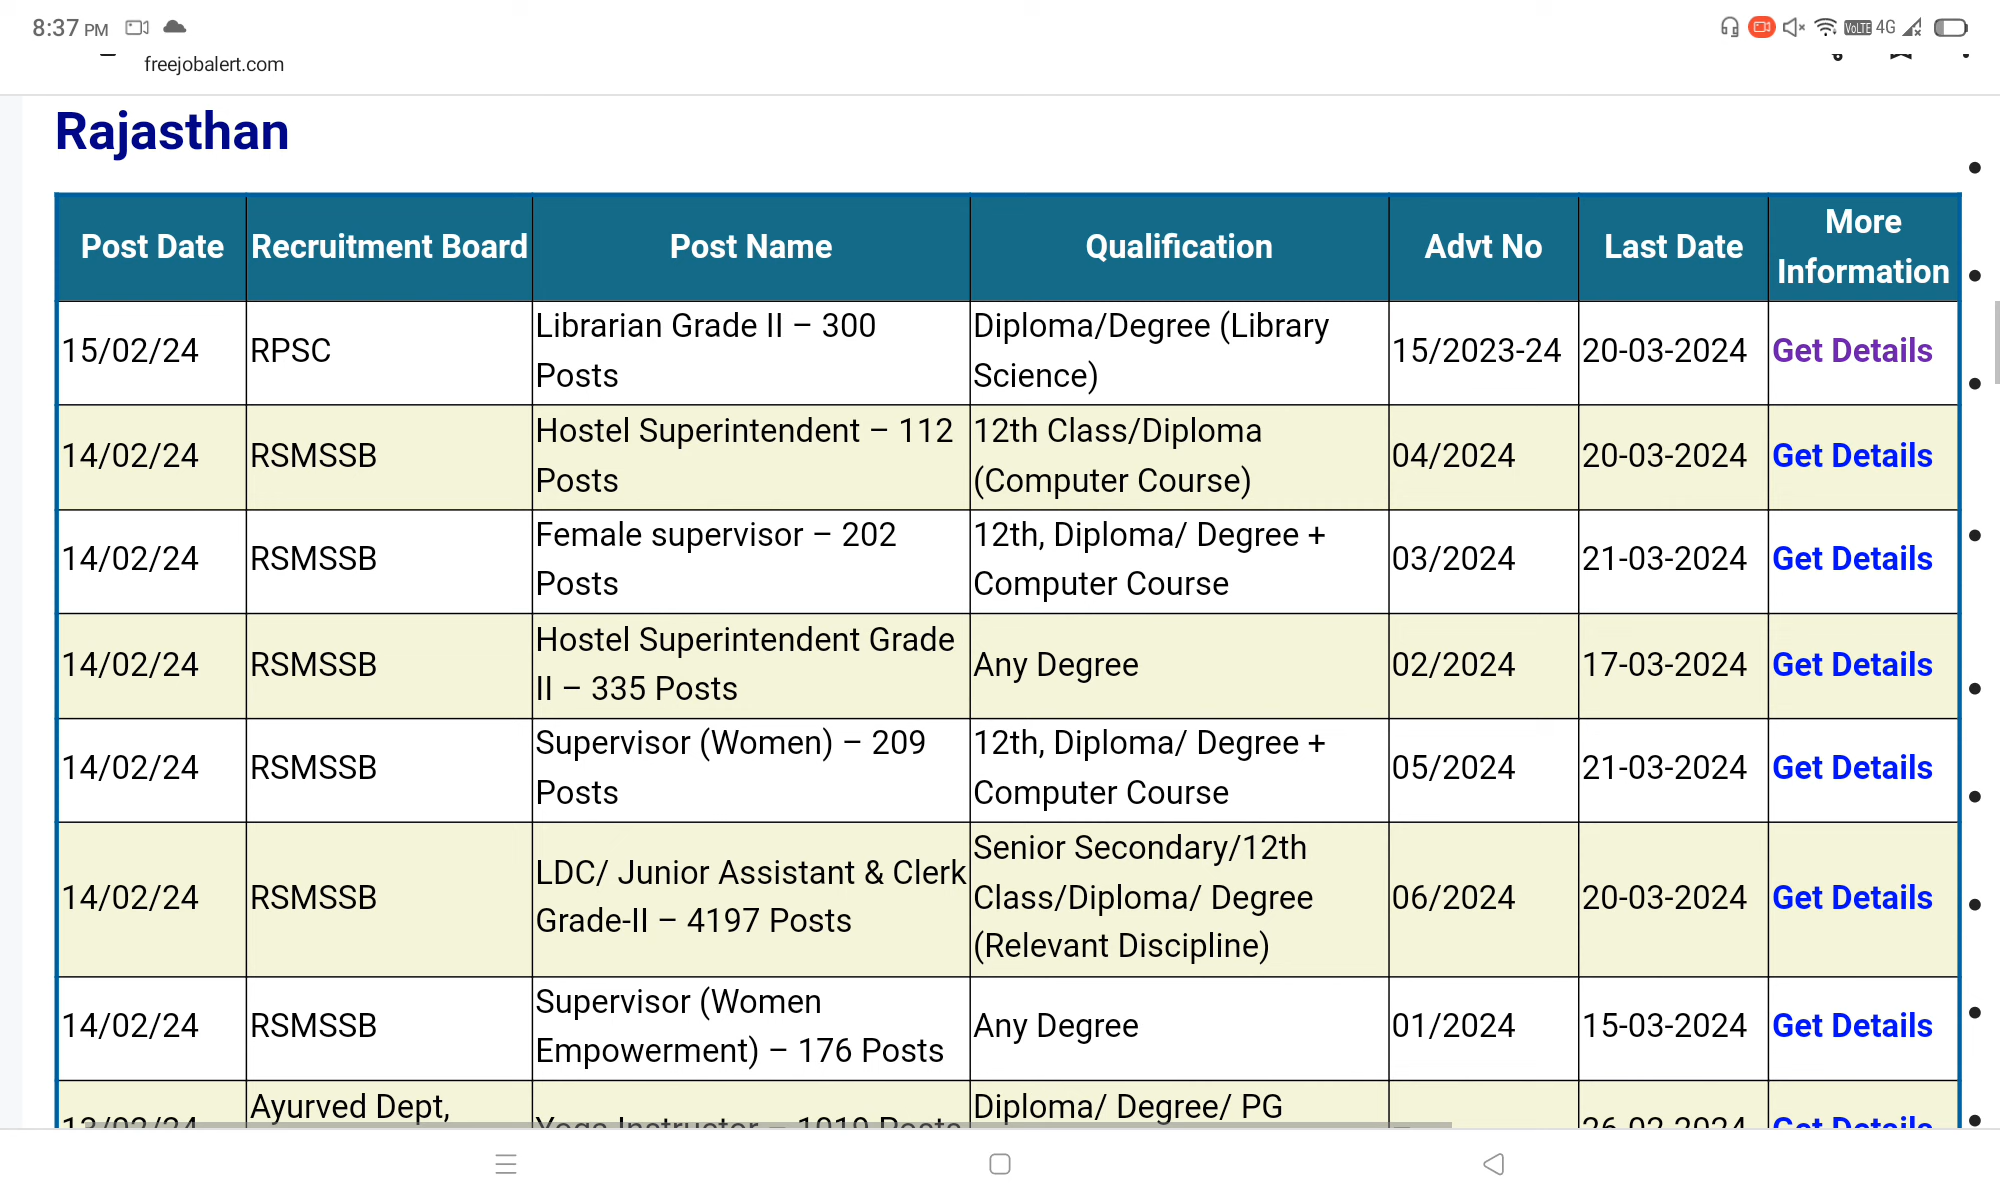 8:37 PM
VoLTE 4G
freejobalert.com
Rajasthan
Post Date Recruitment Board Post Name Qualification Advt No Last Date More Information
15/02/24 RPSC Librarian Grade II – 300 Posts Diploma/Degree (Library Science) 15/2023-24 20-03-2024 Get Details
14/02/24 RSMSSB Hostel Superintendent – 112 Posts 12th Class/Diploma (Computer Course) 04/2024 20-03-2024 Get Details
14/02/24 RSMSSB Female supervisor – 202 Posts 12th, Diploma/ Degree + Computer Course 03/2024 21-03-2024 Get Details
14/02/24 RSMSSB Hostel Superintendent Grade II – 335 Posts Any Degree 02/2024 17-03-2024 Get Details
14/02/24 RSMSSB Supervisor (Women) – 209 Posts 12th, Diploma/ Degree + Computer Course 05/2024 21-03-2024 Get Details
14/02/24 RSMSSB LDC/ Junior Assistant & Clerk Grade-II – 4197 Posts Senior Secondary/12th Class/Diploma/ Degree (Relevant Discipline) 06/2024 20-03-2024 Get Details
14/02/24 RSMSSB Supervisor (Women Empowerment) – 176 Posts Any Degree 01/2024 15-03-2024 Get Details
Ayurved Dept, Diploma/ Degree/ PG
Get Details